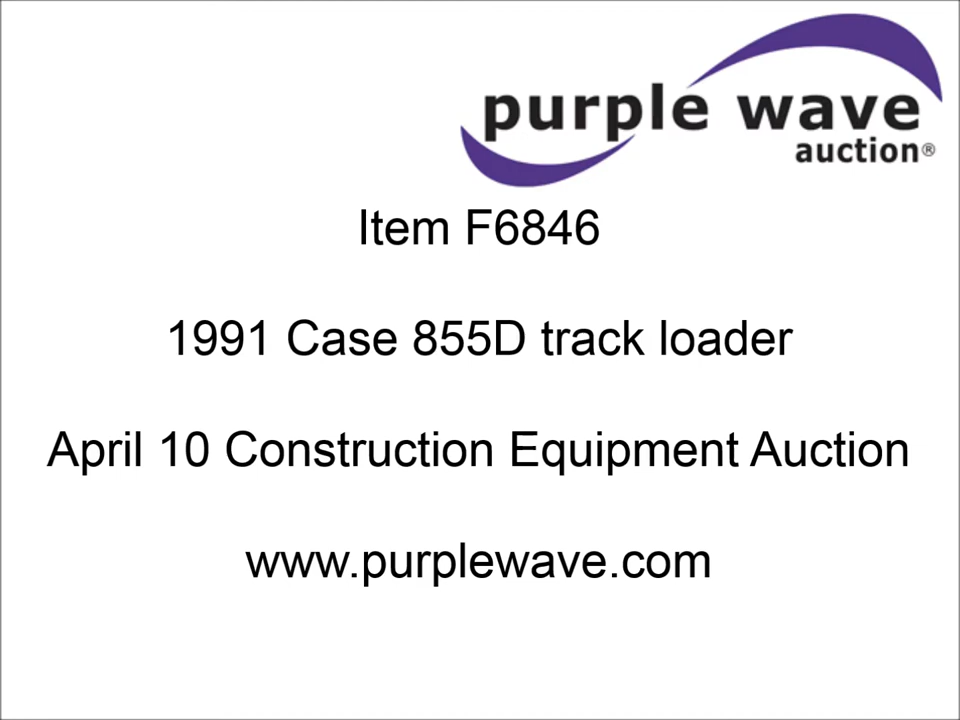 purple wave
auction®
Item F6846
1991 Case 855D track loader
April 10 Construction Equipment Auction
www.purplewave.com